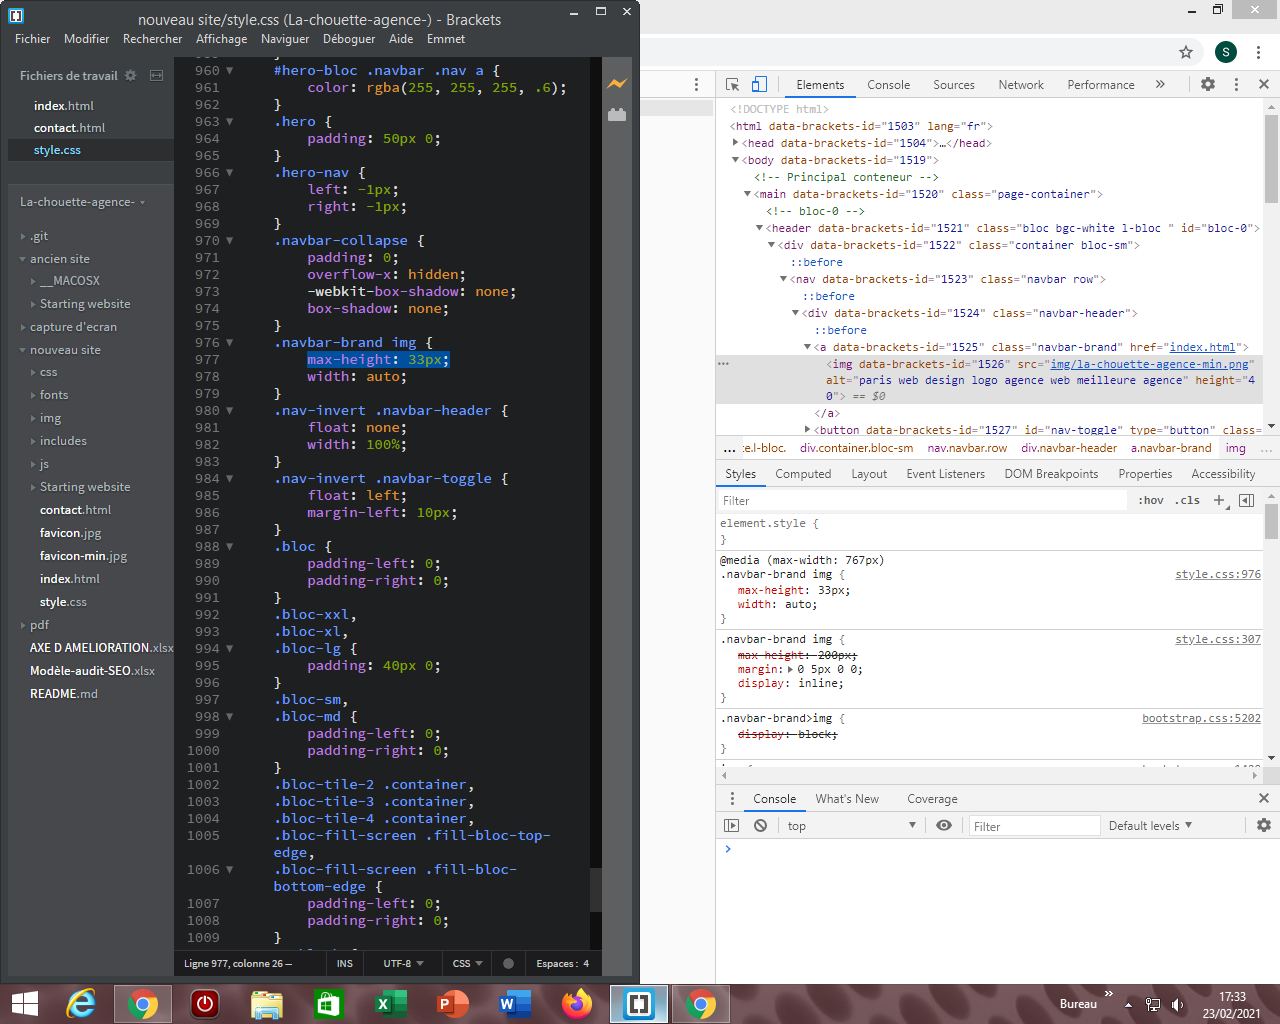 nouveau site/style.css (La-chouette-agence-) - Brackets
Fichier Modifier Rechercher Affichage Naviguer Déboguer Aide Emmet
Fichiers de travail
index.html
contact.html
style.css
La-chouette-agence-
.git
ancien site
__MACOSX
Starting website
capture d'ecran
nouveau site
css
fonts
img
includes
js
Starting website
contact.html
favicon.jpg
favicon-min.jpg
index.html
style.css
pdf
AXE D AMELIORATION.xlsx
Modèle-audit-SEO.xlsx
README.md
960 #hero-bloc .navbar .nav a {
961 color: rgba(255, 255, 255, .6);
962 }
963 .hero {
964 padding: 50px 0;
965 }
966 .hero-nav {
967 left: -1px;
968 right: -1px;
969 }
970 .navbar-collapse {
971 padding: 0;
972 overflow-x: hidden;
973 -webkit-box-shadow: none;
974 box-shadow: none;
975 }
976 .navbar-brand img {
977 max-height: 33px;
978 width: auto;
979 }
980 .nav-invert .navbar-header {
981 float: none;
982 width: 100%;
983 }
984 .nav-invert .navbar-toggle {
985 float: left;
986 margin-left: 10px;
987 }
988 .bloc {
989 padding-left: 0;
990 padding-right: 0;
991 }
992 .bloc-xxl,
993 .bloc-xl,
994 .bloc-lg {
995 padding: 40px 0;
996 }
997 .bloc-sm,
998 .bloc-md {
999 padding-left: 0;
1000 padding-right: 0;
1001 }
1002 .bloc-tile-2 .container,
1003 .bloc-tile-3 .container,
1004 .bloc-tile-4 .container,
1005 .bloc-fill-screen .fill-bloc-top-
edge,
1006 .bloc-fill-screen .fill-bloc-
bottom-edge {
1007 padding-left: 0;
1008 padding-right: 0;
1009 }
Ligne 977, colonne 26 — INS UTF-8 CSS Espaces : 4
S
Elements Console Sources Network Performance »
<!DOCTYPE html>
<html data-brackets-id="1503" lang="fr">
<head data-brackets-id="1504">…</head>
<body data-brackets-id="1519">
<!-- Principal conteneur -->
<main data-brackets-id="1520" class="page-container">
<!-- bloc-0 -->
<header data-brackets-id="1521" class="bloc bgc-white l-bloc " id="bloc-0">
<div data-brackets-id="1522" class="container bloc-sm">
::before
<nav data-brackets-id="1523" class="navbar row">
::before
<div data-brackets-id="1524" class="navbar-header">
::before
<a data-brackets-id="1525" class="navbar-brand" href="index.html">
<img data-brackets-id="1526" src="img/la-chouette-agence-min.png"
alt="paris web design logo agence web meilleure agence" height="4
0"> == $0
</a>
<button data-brackets-id="1527" id="nav-toggle" type="button" class=
… :e.l-bloc. div.container.bloc-sm nav.navbar.row div.navbar-header a.navbar-brand img …
Styles Computed Layout Event Listeners DOM Breakpoints Properties Accessibility
Filter :hov .cls +
element.style {
}
@media (max-width: 767px)
.navbar-brand img { style.css:976
max-height: 33px;
width: auto;
}
.navbar-brand img { style.css:307
max-height: 200px;
margin: 0 5px 0 0;
display: inline;
}
.navbar-brand>img { bootstrap.css:5202
display: block;
}
Console What's New Coverage
top Filter Default levels
Bureau »
17:33
23/02/2021